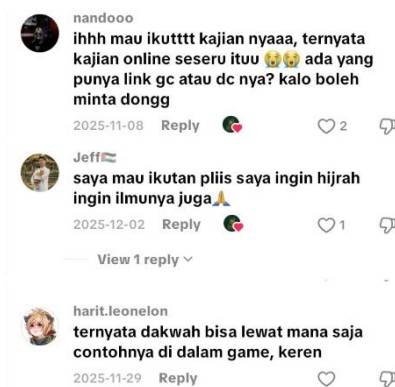 nandooo
ihhh mau ikutttt kajian nyaaa, ternyata
kajian online seseru ituu 😭😭 ada yang
punya link gc atau dc nya? kalo boleh
minta dongg
2025-11-08 Reply 2
Jeff🇵🇸
saya mau ikutan pliis saya ingin hijrah
ingin ilmunya juga🙏
2025-12-02 Reply 1
View 1 reply
harit.leonelon
ternyata dakwah bisa lewat mana saja
contohnya di dalam game, keren
2025-11-29 Reply